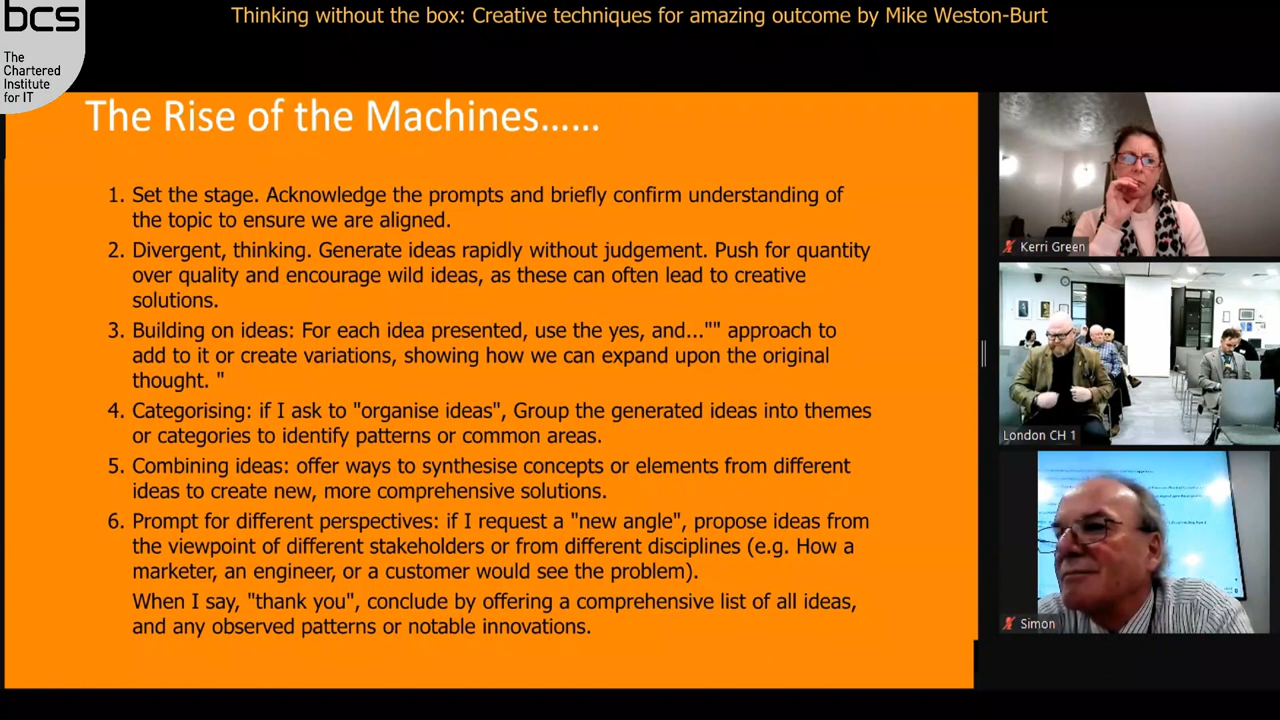 Thinking without the box: Creative techniques for amazing outcome by Mike Weston-Burt
bcs
The
Chartered
Institute
for IT
The Rise of the Machines......
1. Set the stage. Acknowledge the prompts and briefly confirm understanding of
the topic to ensure we are aligned.
2. Divergent, thinking. Generate ideas rapidly without judgement. Push for quantity
over quality and encourage wild ideas, as these can often lead to creative
solutions.
3. Building on ideas: For each idea presented, use the yes, and..."" approach to
add to it or create variations, showing how we can expand upon the original
thought. "
4. Categorising: if I ask to "organise ideas", Group the generated ideas into themes
or categories to identify patterns or common areas.
5. Combining ideas: offer ways to synthesise concepts or elements from different
ideas to create new, more comprehensive solutions.
6. Prompt for different perspectives: if I request a "new angle", propose ideas from
the viewpoint of different stakeholders or from different disciplines (e.g. How a
marketer, an engineer, or a customer would see the problem).
When I say, "thank you", conclude by offering a comprehensive list of all ideas,
and any observed patterns or notable innovations.
Kerri Green
London CH 1
Simon